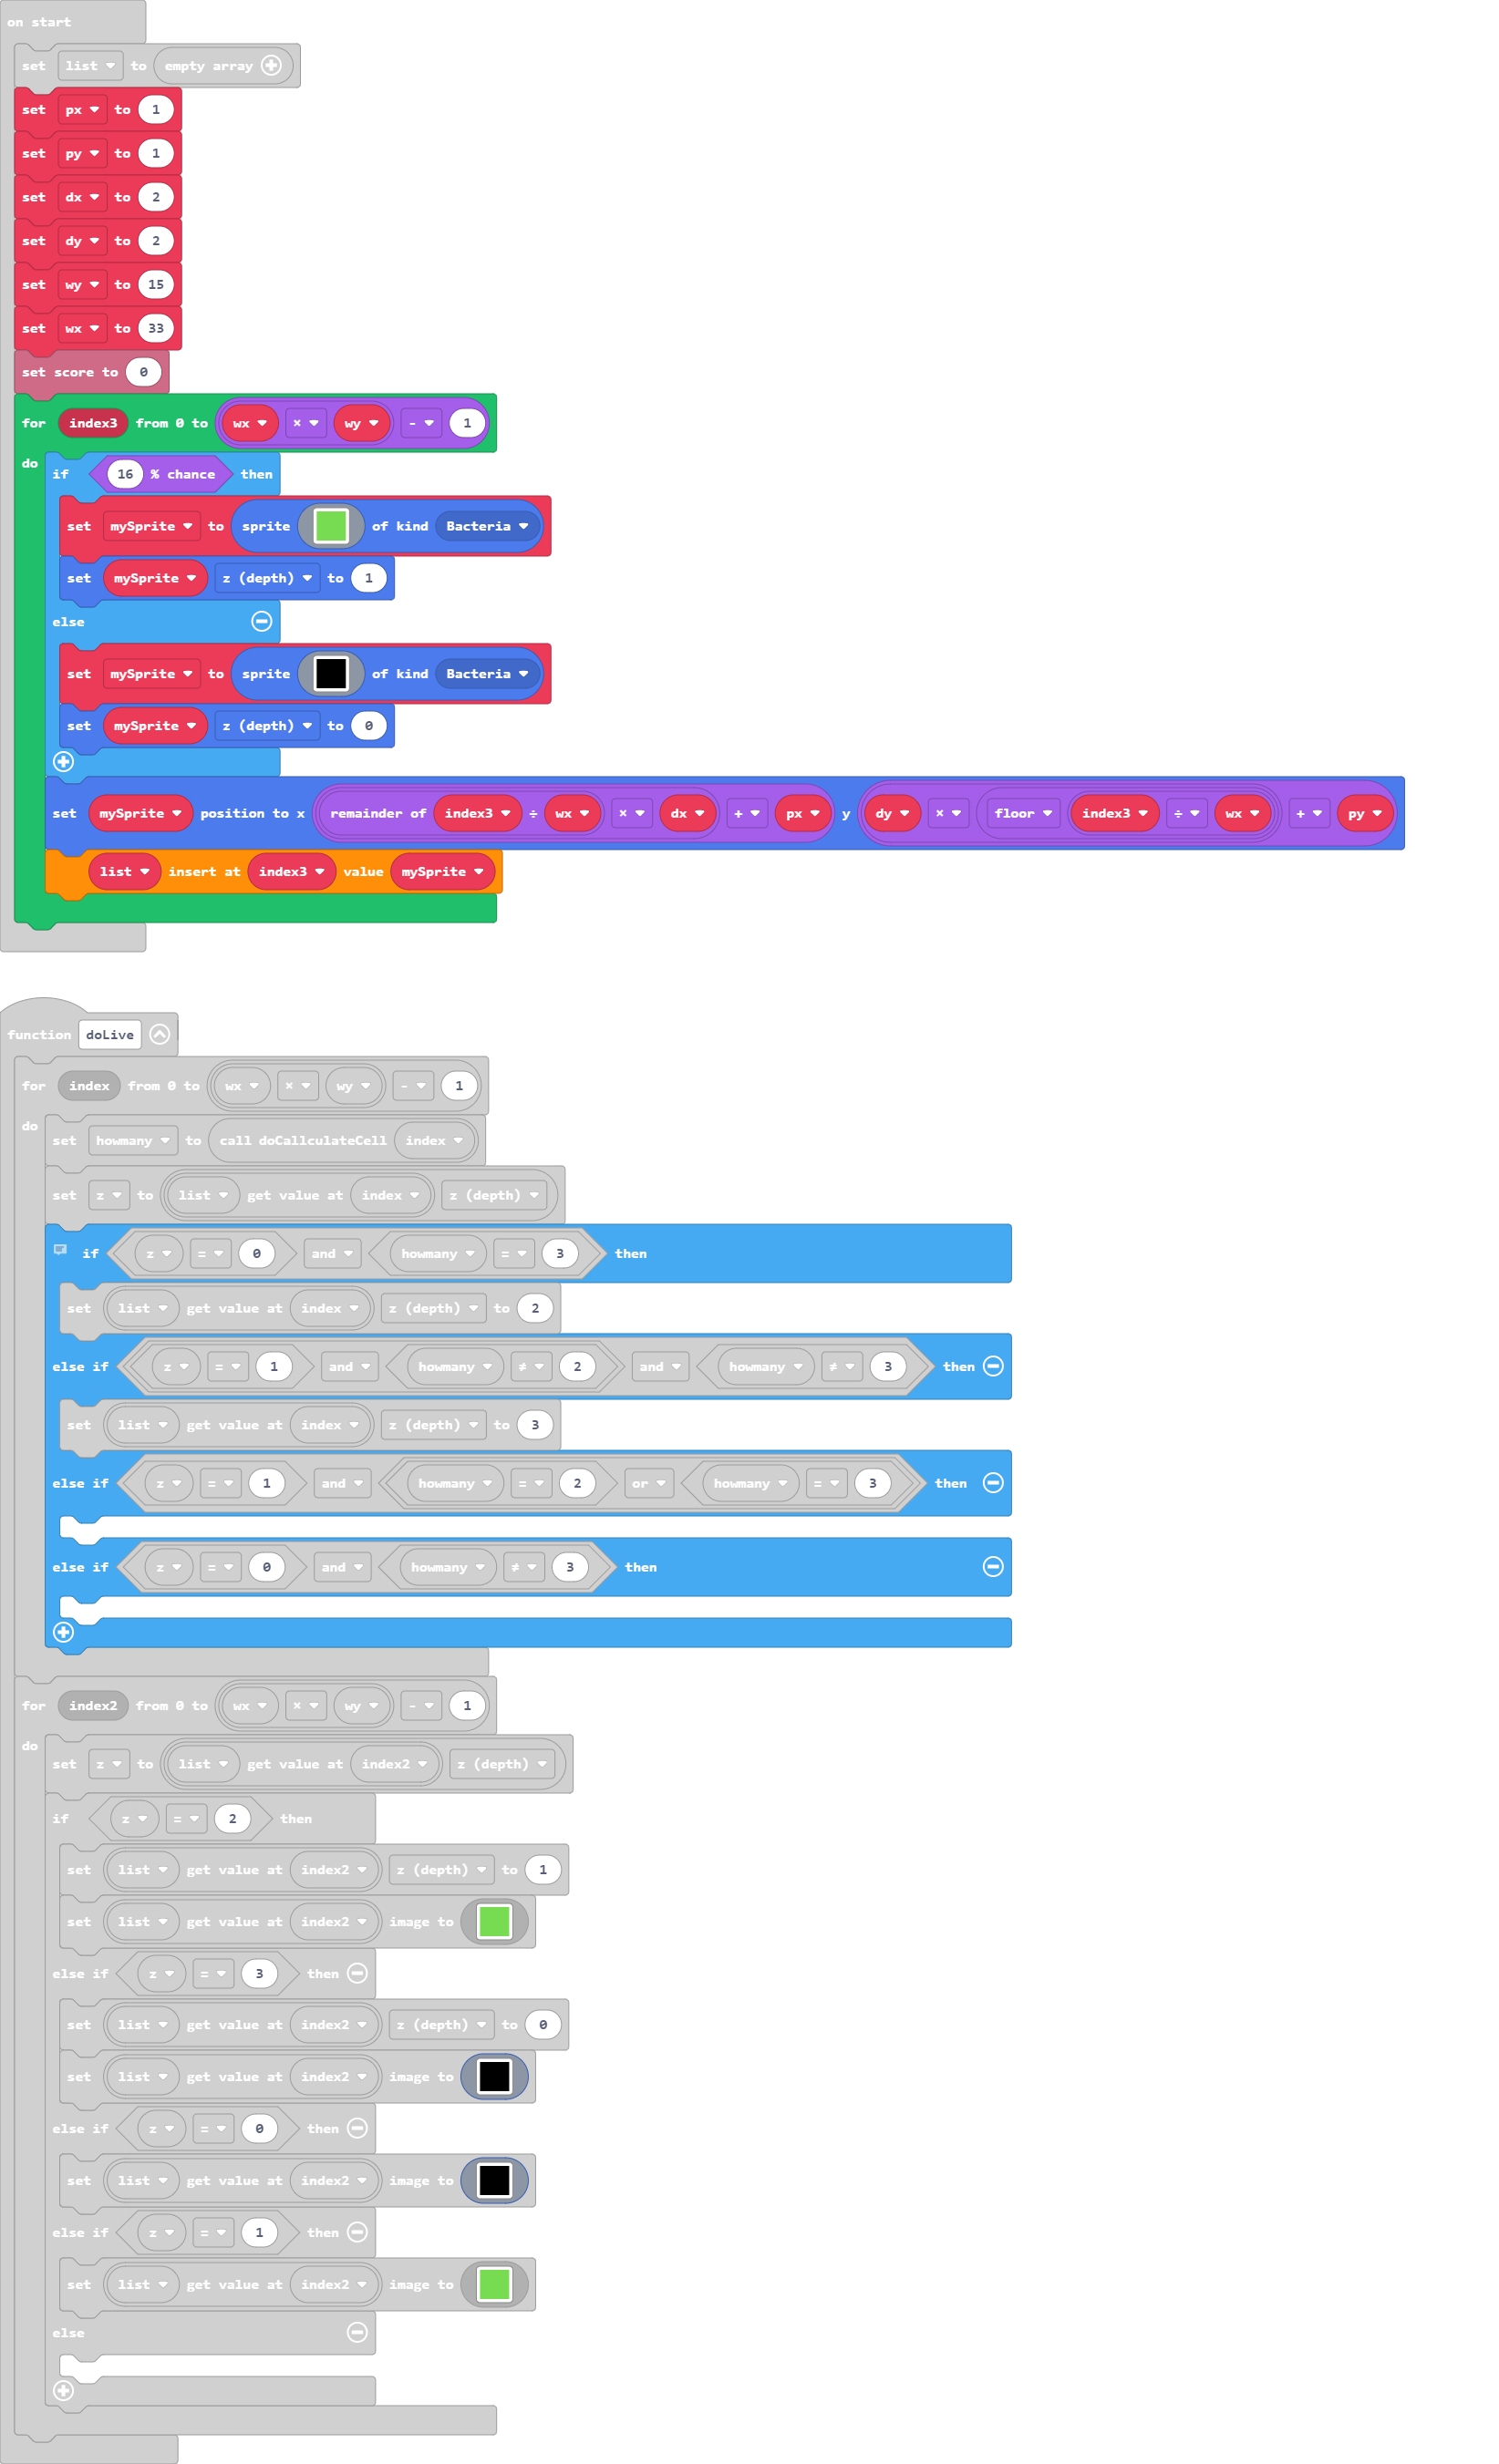 on start
set list to empty array
set px to 1
set py to 1
set dx to 2
set dy to 2
set wy to 15
set wx to 33
set score to 0
for index3 from 0 to wx × wy - 1
do
if 16 % chance then
set mySprite to sprite of kind Bacteria
set mySprite z (depth) to 1
else
set mySprite to sprite of kind Bacteria
set mySprite z (depth) to 0
set mySprite position to x remainder of index3 ÷ wx × dx + px y dy × floor index3 ÷ wx + py
list insert at index3 value mySprite
function doLive
for index from 0 to wx × wy - 1
do
set howmany to call doCallculateCell index
set z to list get value at index z (depth)
if z = 0 and howmany = 3 then
set list get value at index z (depth) to 2
else if z = 1 and howmany ≠ 2 and howmany ≠ 3 then
set list get value at index z (depth) to 3
else if z = 1 and howmany = 2 or howmany = 3 then
else if z = 0 and howmany ≠ 3 then
for index2 from 0 to wx × wy - 1
do
set z to list get value at index2 z (depth)
if z = 2 then
set list get value at index2 z (depth) to 1
set list get value at index2 image to
else if z = 3 then
set list get value at index2 z (depth) to 0
set list get value at index2 image to
else if z = 0 then
set list get value at index2 image to
else if z = 1 then
set list get value at index2 image to
else